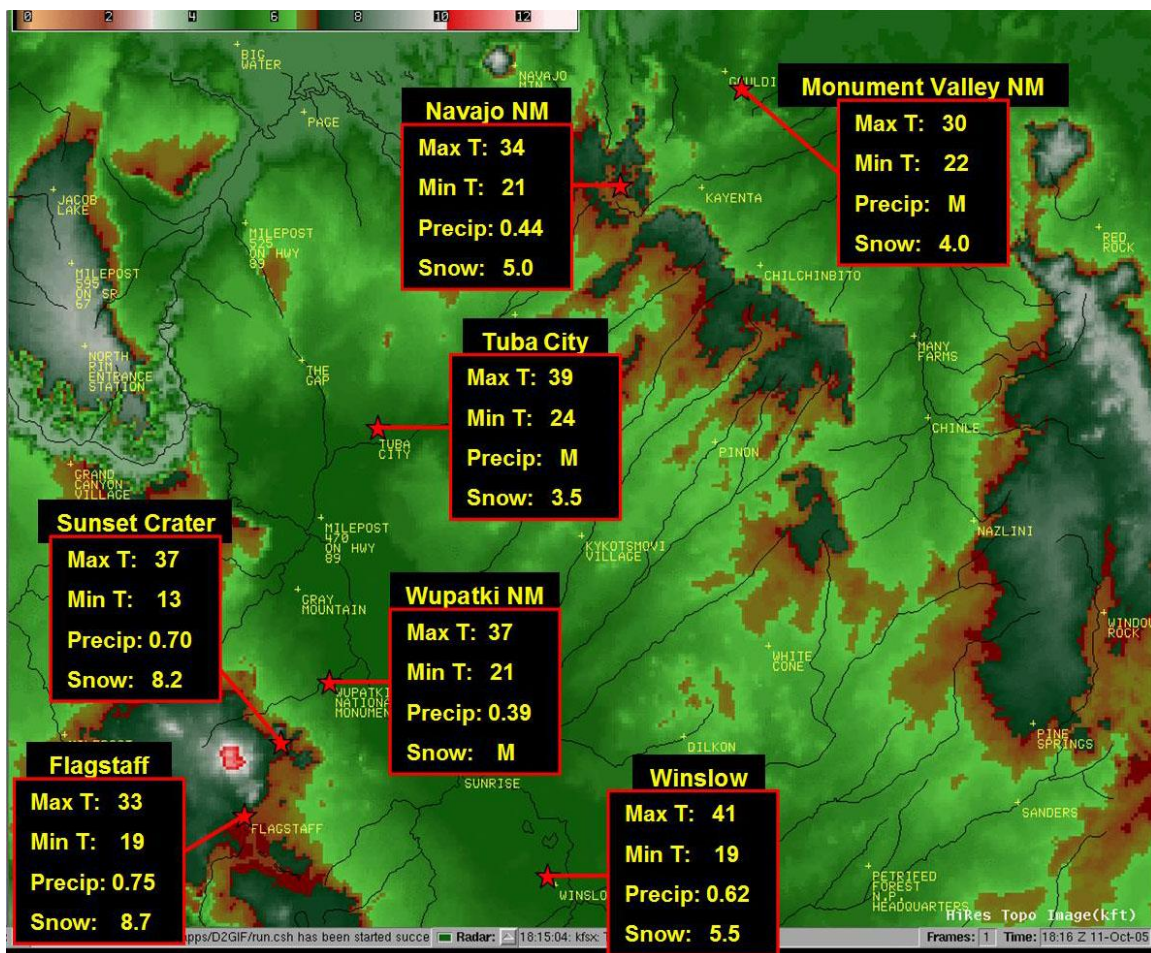 0 2 4 6 8 10 12
BIG
WATER
NAVAJO
MTN
PAGE
Navajo NM
Max T: 34
Min T: 21
Precip: 0.44
Snow: 5.0
Monument Valley NM
Max T: 30
Min T: 22
Precip: M
Snow: 4.0
JACOB
LAKE
KAYENTA
MILEPOST
525
ON HWY
89
RED
ROCK
MILEPOST
595
ON SR
67
CHILCHINBITO
NORTH
RIM
ENTRANCE
STATION
THE
GAP
MANY
FARMS
Tuba City
Max T: 39
Min T: 24
Precip: M
Snow: 3.5
TUBA
CITY
CHINLE
PINON
GRAND
CANYON
VILLAGE
Sunset Crater
Max T: 37
Min T: 13
Precip: 0.70
Snow: 8.2
MILEPOST
470
ON HWY
89
KYKOTSMOVI
VILLAGE
NAZLINI
GRAY
MOUNTAIN
Wupatki NM
Max T: 37
Min T: 21
Precip: 0.39
Snow: M
WINDOW
ROCK
WHITE
CONE
WUPATKI
NATIONA
MONUMEN
PINE
SPRINGS
DILKON
SUNRISE
Flagstaff
Max T: 33
Min T: 19
Precip: 0.75
Snow: 8.7
FLAGSTAFF
Winslow
Max T: 41
Min T: 19
Precip: 0.62
Snow: 5.5
SANDERS
WINSLO
PETRIFED
FOREST
N.P.
HEADQUARTERS
HiRes Topo Image(kft)
apps/D2GIF/run.csh has been started succe Radar: 18:15:04: kfsx: Frames: 1 Time: 18:16 Z 11-Oct-05